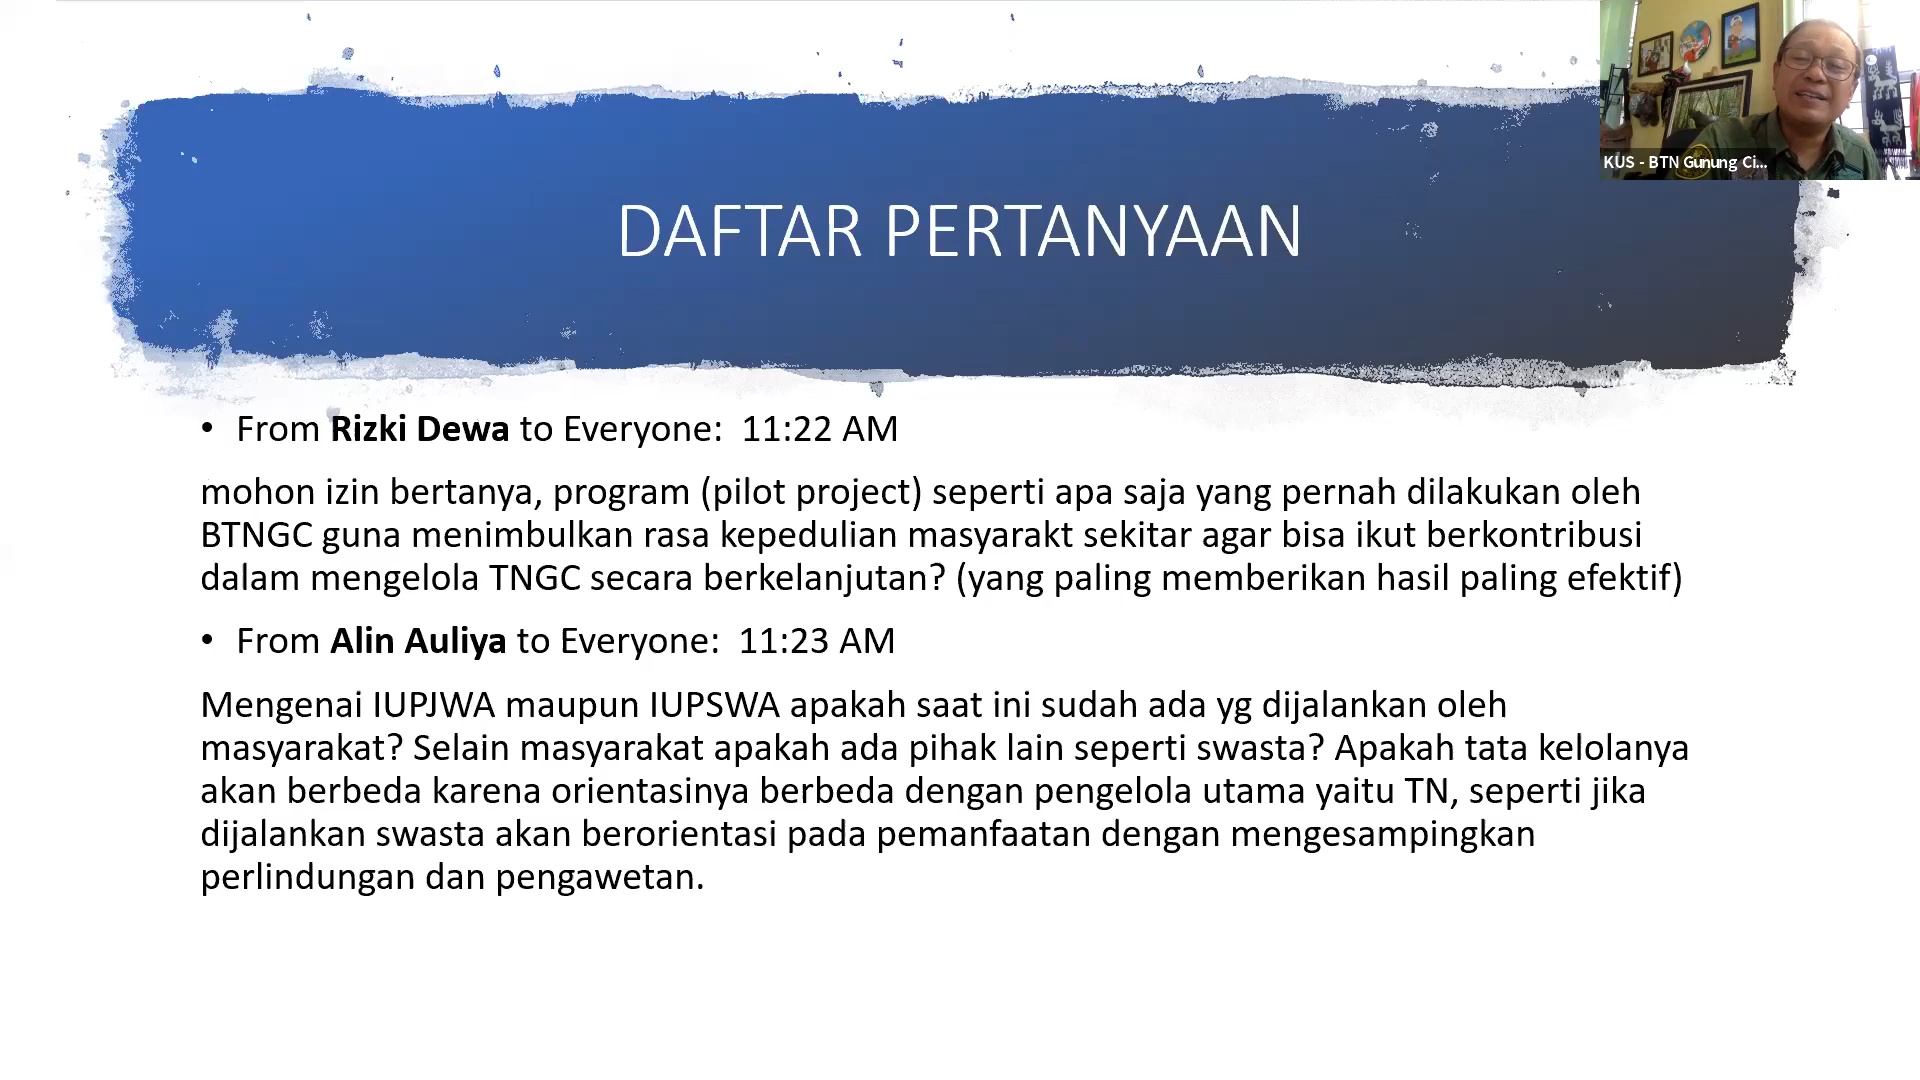 KUS - BTN Gunung Ci...
DAFTAR PERTANYAAN
• From Rizki Dewa to Everyone: 11:22 AM
mohon izin bertanya, program (pilot project) seperti apa saja yang pernah dilakukan oleh
BTNGC guna menimbulkan rasa kepedulian masyarakt sekitar agar bisa ikut berkontribusi
dalam mengelola TNGC secara berkelanjutan? (yang paling memberikan hasil paling efektif)
• From Alin Auliya to Everyone: 11:23 AM
Mengenai IUPJWA maupun IUPSWA apakah saat ini sudah ada yg dijalankan oleh
masyarakat? Selain masyarakat apakah ada pihak lain seperti swasta? Apakah tata kelolanya
akan berbeda karena orientasinya berbeda dengan pengelola utama yaitu TN, seperti jika
dijalankan swasta akan berorientasi pada pemanfaatan dengan mengesampingkan
perlindungan dan pengawetan.